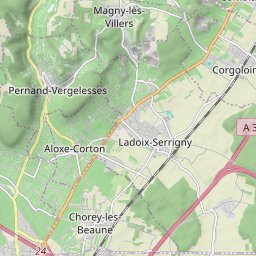 Magny-lès-
Villers
Corgoloin
Pernand-Vergelesses
Ladoix-Serrigny
Aloxe-Corton
A 3
Chorey-les-
Beaune
24